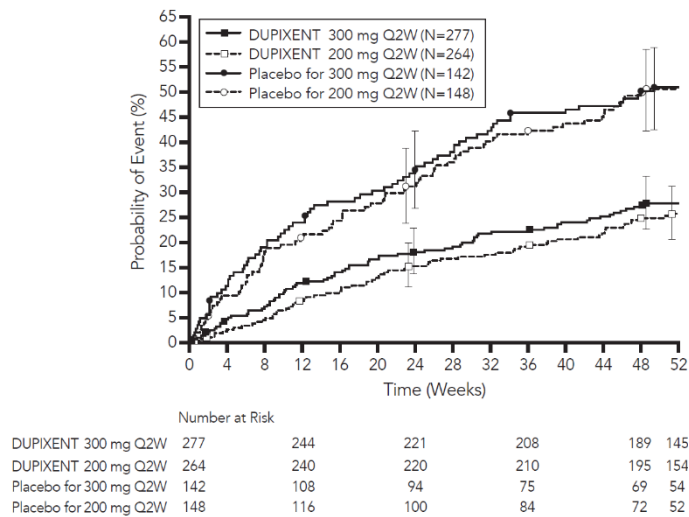 65
60
55
50
45
40
35
30
25
20
15
10
5
0
Probability of Event (%)
DUPIXENT 300 mg Q2W (N=277)
DUPIXENT 200 mg Q2W (N=264)
Placebo for 300 mg Q2W (N=142)
Placebo for 200 mg Q2W (N=148)
0 4 8 12 16 20 24 28 32 36 40 44 48 52
Time (Weeks)
Number at Risk
DUPIXENT 300 mg Q2W 277 244 221 208 189 145
DUPIXENT 200 mg Q2W 264 240 220 210 195 154
Placebo for 300 mg Q2W 142 108 94 75 69 54
Placebo for 200 mg Q2W 148 116 100 84 72 52